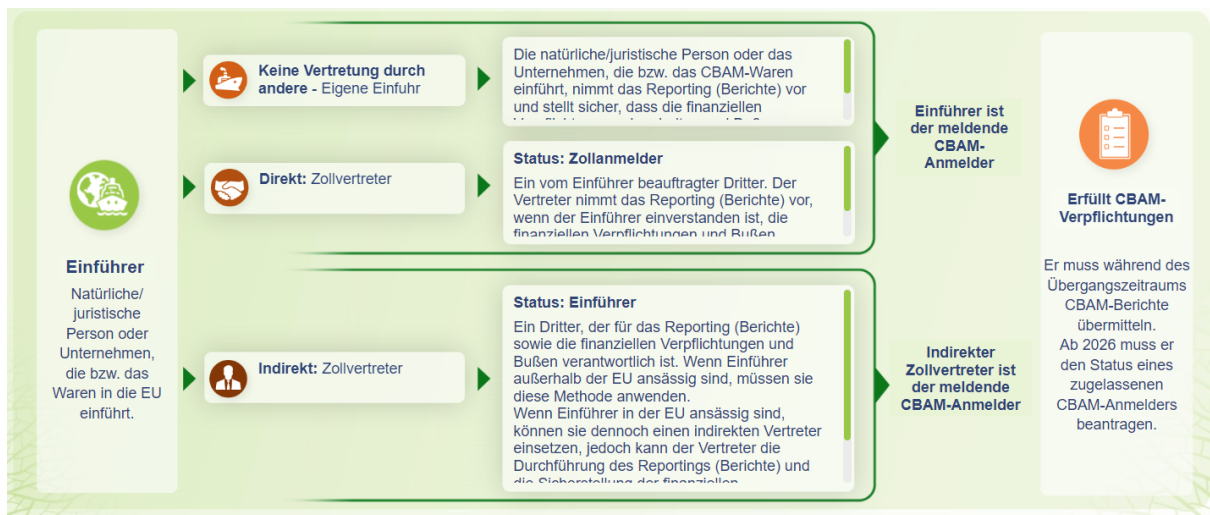 Einführer
Natürliche/
juristische
Person oder
Unternehmen,
die bzw. das
Waren in die EU
einführt.
Keine Vertretung durch
andere - Eigene Einfuhr
Die natürliche/juristische Person oder das
Unternehmen, die bzw. das CBAM-Waren
einführt, nimmt das Reporting (Berichte) vor
und stellt sicher, dass die finanziellen
Direkt: Zollvertreter
Status: Zollanmelder
Ein vom Einführer beauftragter Dritter. Der
Vertreter nimmt das Reporting (Berichte) vor,
wenn der Einführer einverstanden ist, die
finanziellen Verpflichtungen und Bußen
Einführer ist
der meldende
CBAM-
Anmelder
Indirekt: Zollvertreter
Status: Einführer
Ein Dritter, der für das Reporting (Berichte)
sowie die finanziellen Verpflichtungen und
Bußen verantwortlich ist. Wenn Einführer
außerhalb der EU ansässig sind, müssen sie
diese Methode anwenden.
Wenn Einführer in der EU ansässig sind,
können sie dennoch einen indirekten Vertreter
einsetzen, jedoch kann der Vertreter die
Durchführung des Reportings (Berichte) und
die Sicherstellung der finanziellen
Indirekter
Zollvertreter ist
der meldende
CBAM-Anmelder
Erfüllt CBAM-
Verpflichtungen
Er muss während des
Übergangszeitraums
CBAM-Berichte
übermitteln.
Ab 2026 muss er
den Status eines
zugelassenen
CBAM-Anmelders
beantragen.